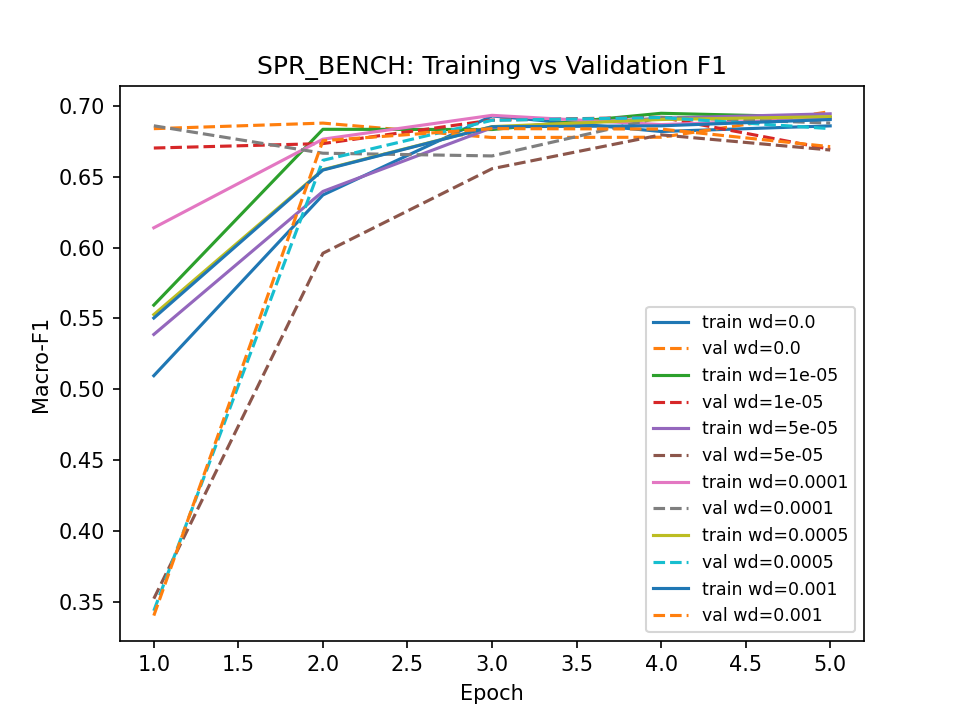 SPR_BENCH: Training vs Validation F1
Macro-F1
0.70
0.65
0.60
0.55
0.50
0.45
0.40
0.35
train wd=0.0
val wd=0.0
train wd=1e-05
val wd=1e-05
train wd=5e-05
val wd=5e-05
train wd=0.0001
val wd=0.0001
train wd=0.0005
val wd=0.0005
train wd=0.001
val wd=0.001
1.0 1.5 2.0 2.5 3.0 3.5 4.0 4.5 5.0
Epoch